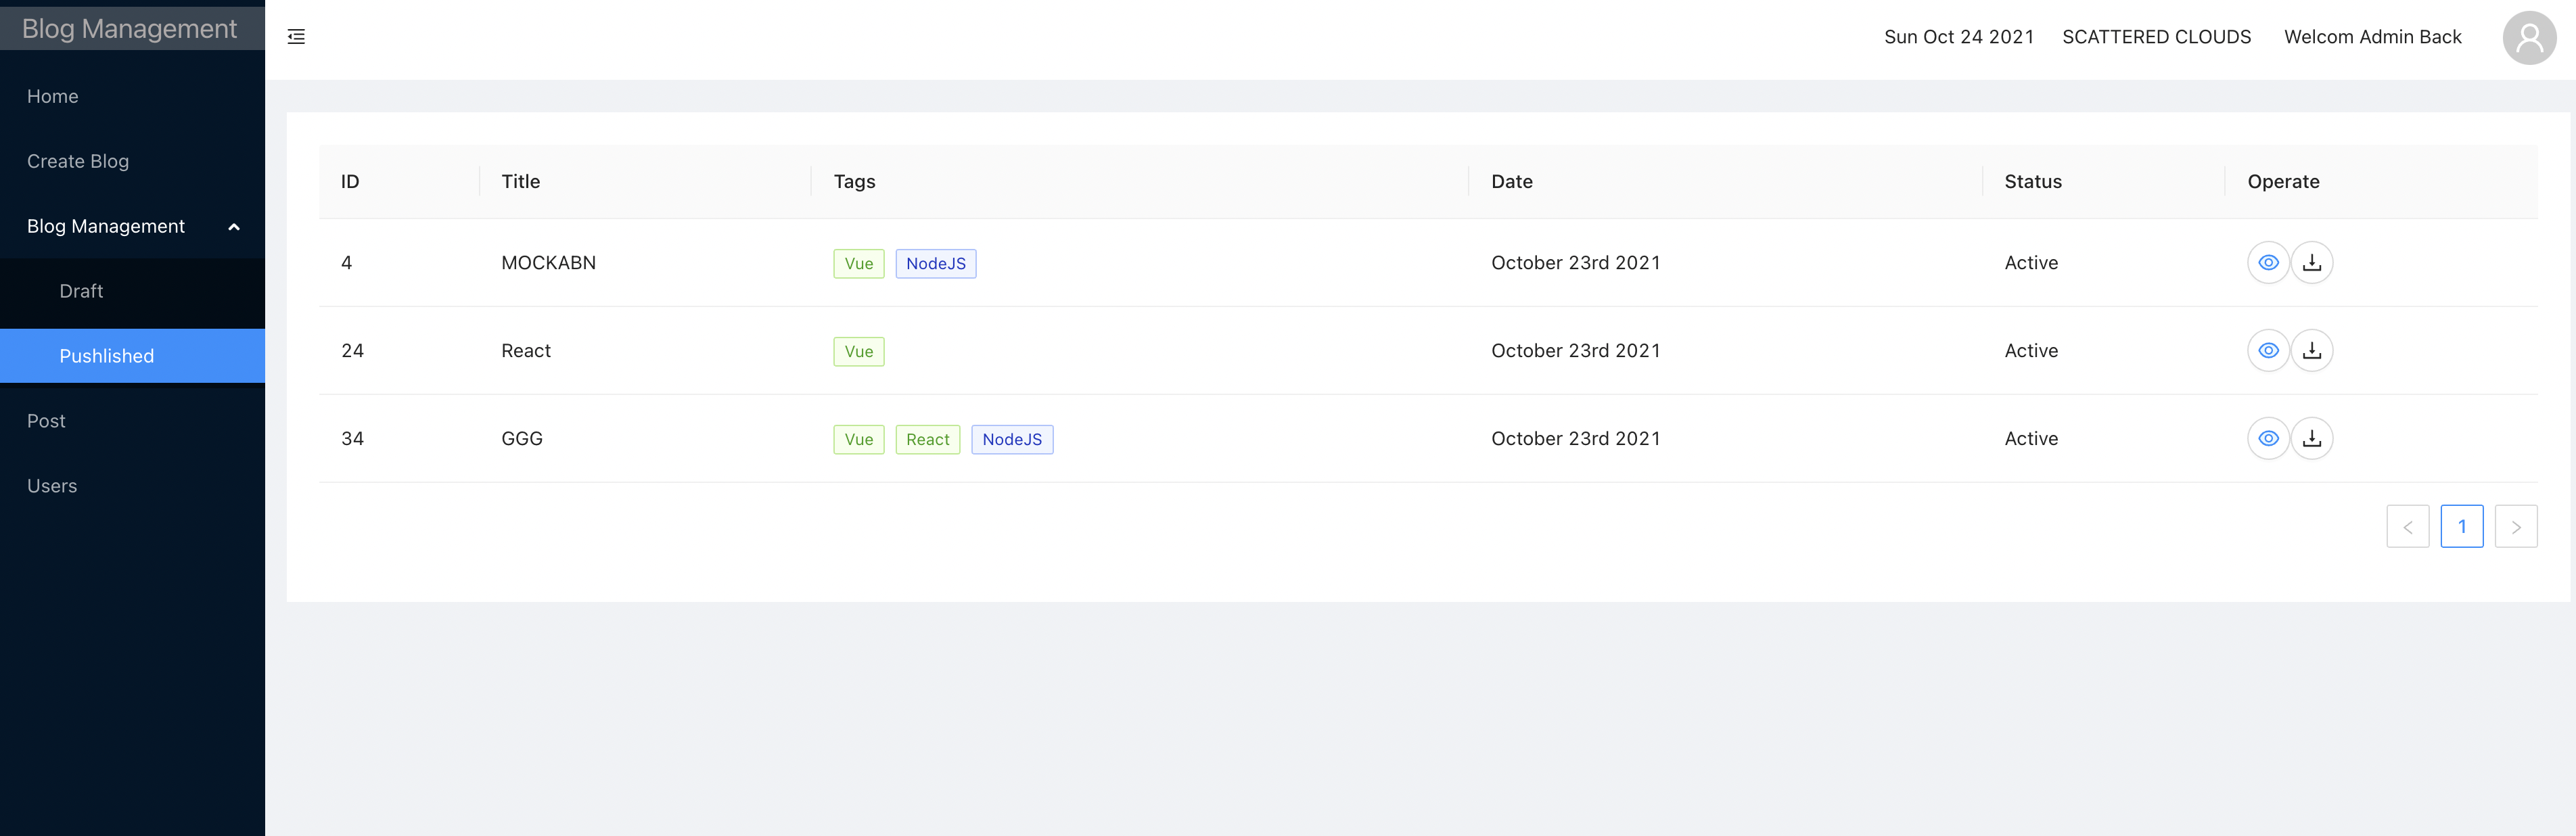 Blog Management
Sun Oct 24 2021 SCATTERED CLOUDS Welcom Admin Back
Home
Create Blog
Blog Management
Draft
Pushlished
Post
Users
ID Title Tags Date Status Operate
4 MOCKABN Vue NodeJS October 23rd 2021 Active
24 React Vue October 23rd 2021 Active
34 GGG Vue React NodeJS October 23rd 2021 Active
< 1 >